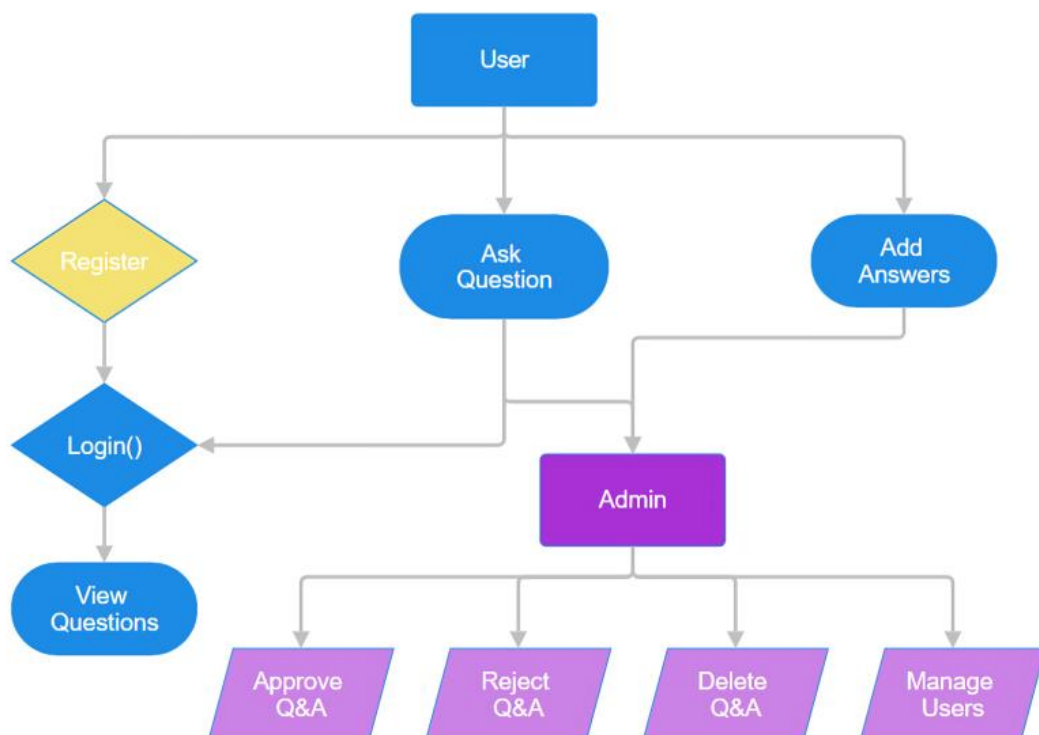 User
Register
Ask
Question
Add
Answers
Login()
Admin
View
Questions
Approve
Q&A
Reject
Q&A
Delete
Q&A
Manage
Users